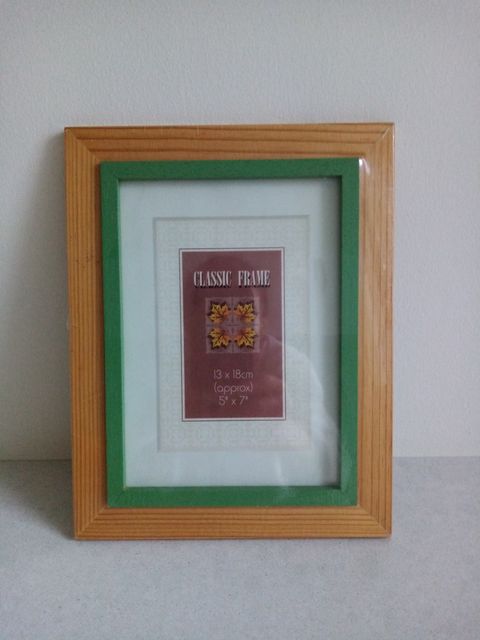 CLASSIC FRAME
13 x 18cm
(approx)
5" x 7"